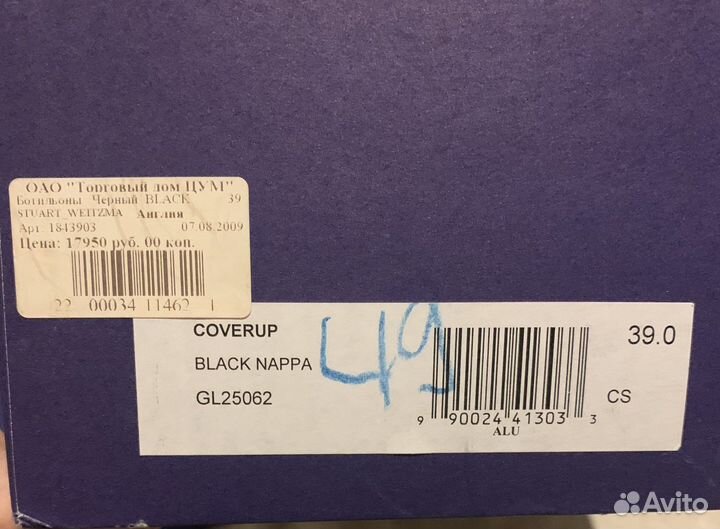 ОАО "Торговый дом ЦУМ"
Ботильоны Черный BLACK 39
STUART WEITZMA Англия
Арт. 1843903 07.08.2009
Цена: 17950 руб. 00 коп.
22 00034 11462 1
COVERUP
BLACK NAPPA
GL25062
49
39.0
CS
9 90024 41303 3
ALU
Avito